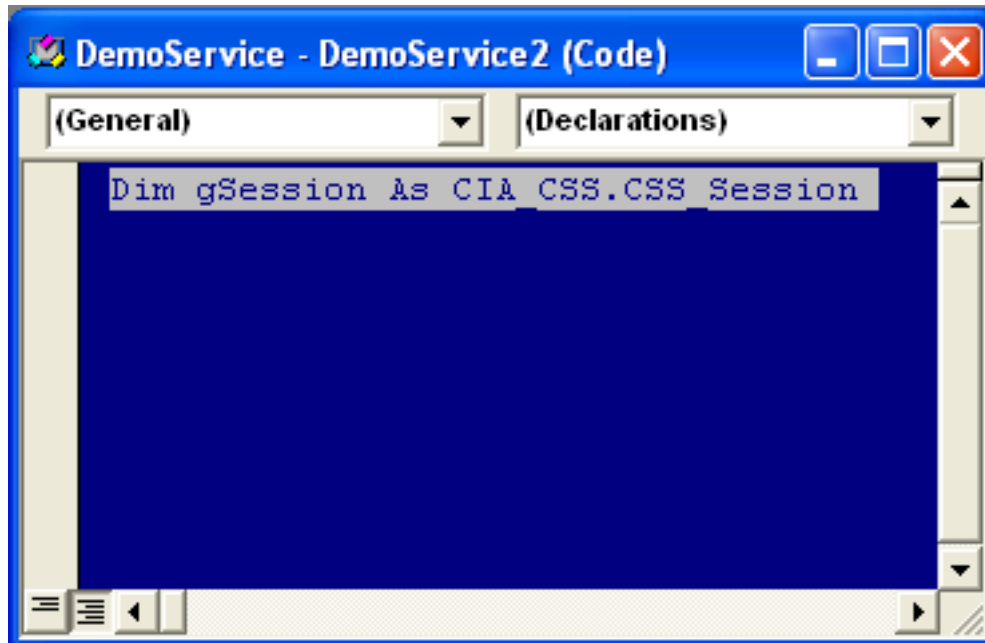 DemoService - DemoService2 (Code)
(General) (Declarations)
Dim gSession As CIA_CSS.CSS_Session